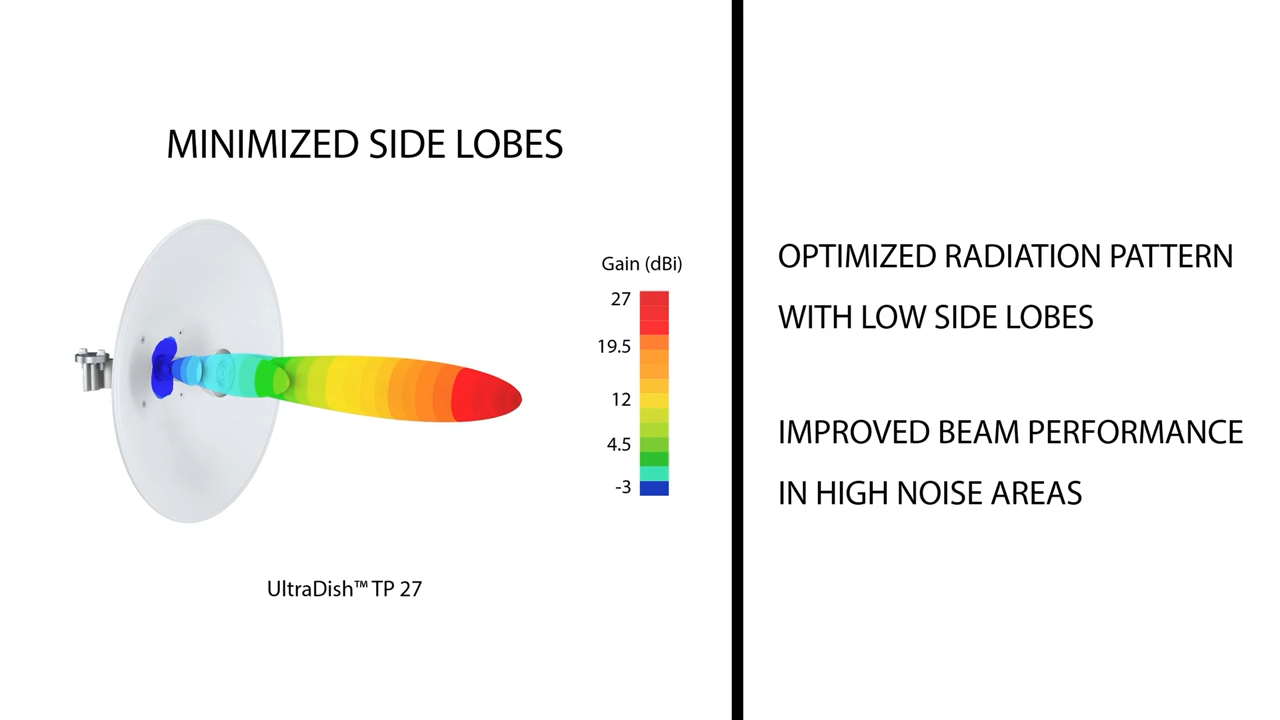 MINIMIZED SIDE LOBES
Gain (dBi)
27
19.5
12
4.5
-3
UltraDish™ TP 27
OPTIMIZED RADIATION PATTERN
WITH LOW SIDE LOBES
IMPROVED BEAM PERFORMANCE
IN HIGH NOISE AREAS